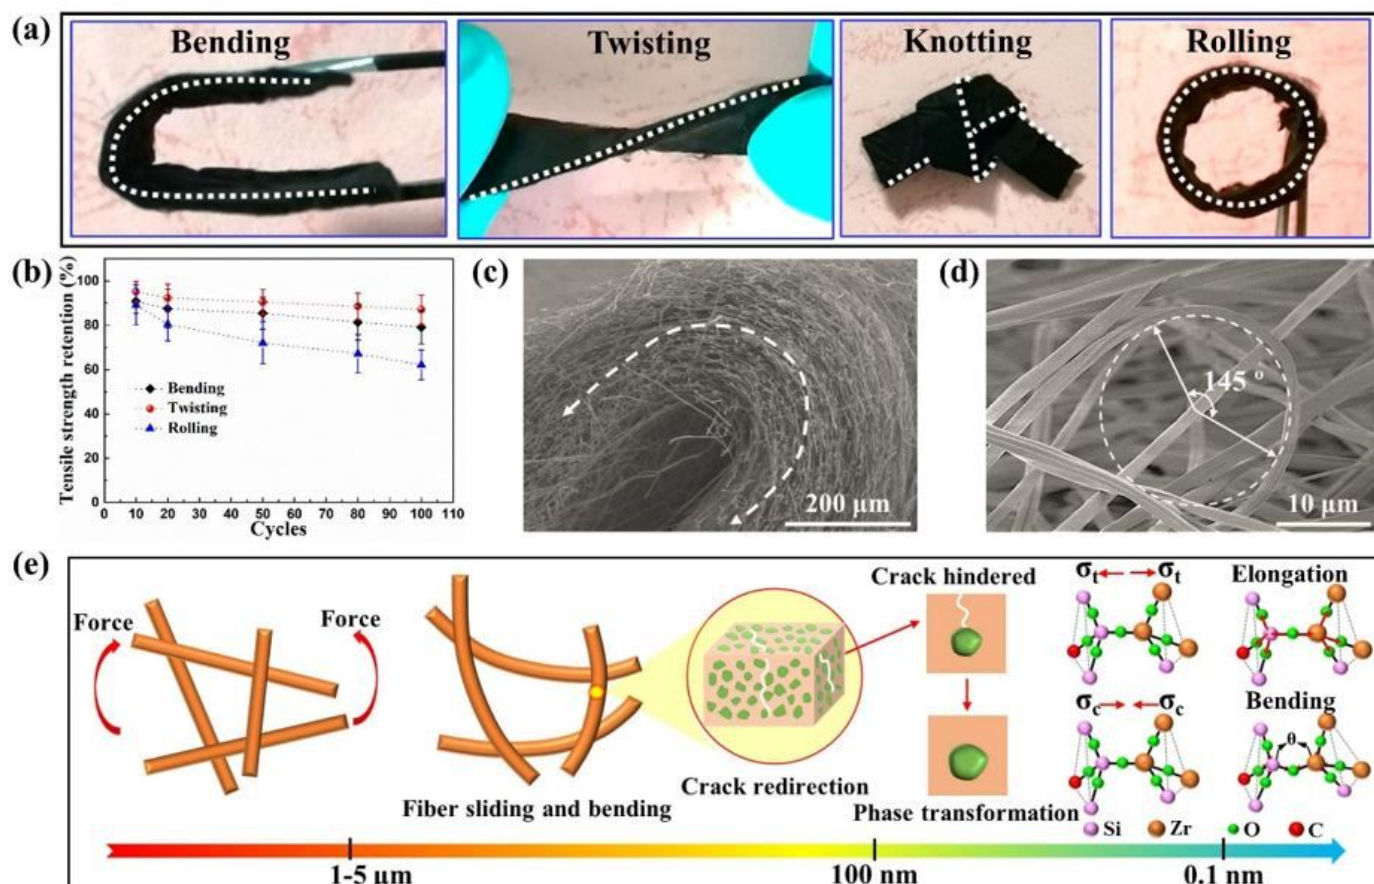 (a)
Bending
Twisting
Knotting
Rolling
(b)
Tensile strength retention (%)
100
80
60
40
20
0
Bending
Twisting
Rolling
0 10 20 30 40 50 60 70 80 90 100 110
Cycles
(c)
200 μm
(d)
145 °
10 μm
(e)
Force
Force
Fiber sliding and bending
Crack redirection
Crack hindered
Phase transformation
σt σt
Elongation
σc σc
Bending
θ
Si Zr O C
1-5 μm
100 nm
0.1 nm